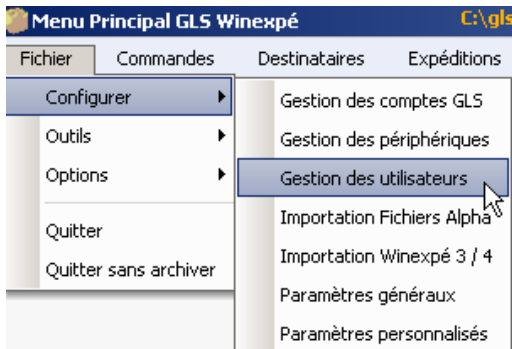 Menu Principal GLS Winexpé C:\gls
Fichier Commandes Destinataires Expéditions
Configurer
Outils
Options
Quitter
Quitter sans archiver
Gestion des comptes GLS
Gestion des périphériques
Gestion des utilisateurs
Importation Fichiers Alpha
Importation Winexpé 3 / 4
Paramètres généraux
Paramètres personnalisés